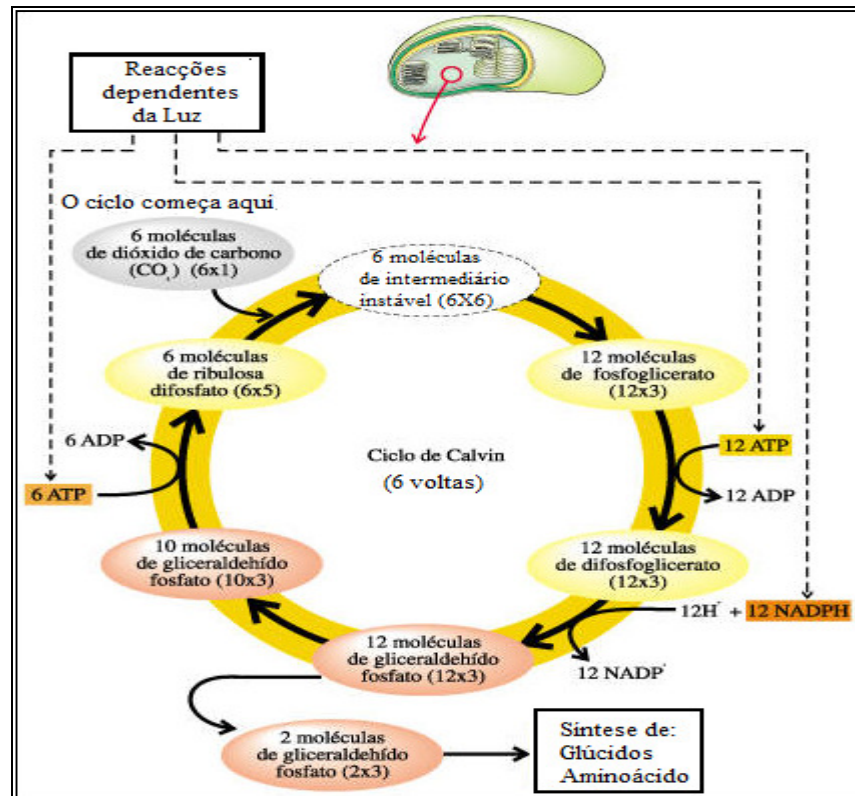 Reacções
dependentes
da Luz
O ciclo começa aqui
6 moléculas
de dióxido de carbono
(CO₂) (6x1)
6 moléculas
de intermediário
instável (6X6)
6 moléculas
de ribulosa
difosfato (6x5)
12 moléculas
de fosfoglicerato
(12x3)
6 ADP
6 ATP
Ciclo de Calvin
(6 voltas)
12 ATP
12 ADP
10 moléculas
de gliceraldehído
fosfato (10x3)
12 moléculas
de difosfoglicerato
(12x3)
12H⁺ + 12 NADPH
12 NADP⁺
12 moléculas
de gliceraldehído
fosfato (12x3)
2 moléculas
de gliceraldehído
fosfato (2x3)
Síntese de:
Glúcidos
Aminoácido